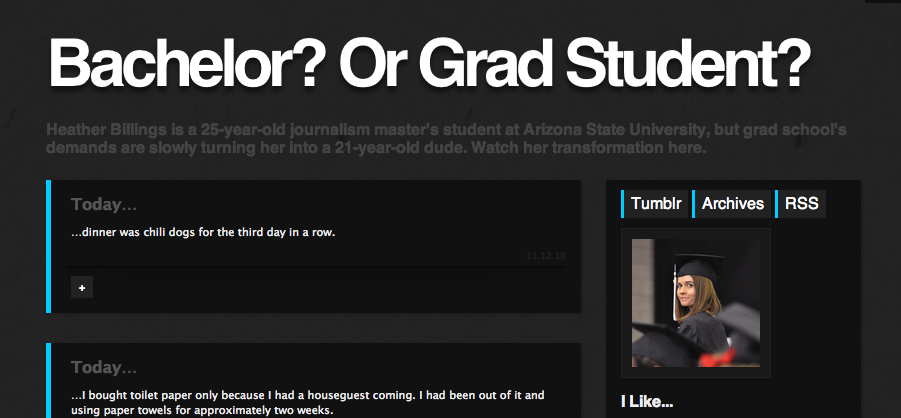 Bachelor? Or Grad Student?
Heather Billings is a 25-year-old journalism master's student at Arizona State University, but grad school's
demands are slowly turning her into a 21-year-old dude. Watch her transformation here.
Today...
...dinner was chili dogs for the third day in a row.
11.12.10
+
Today...
...I bought toilet paper only because I had a houseguest coming. I had been out of it and
using paper towels for approximately two weeks.
Tumblr Archives RSS
I Like...